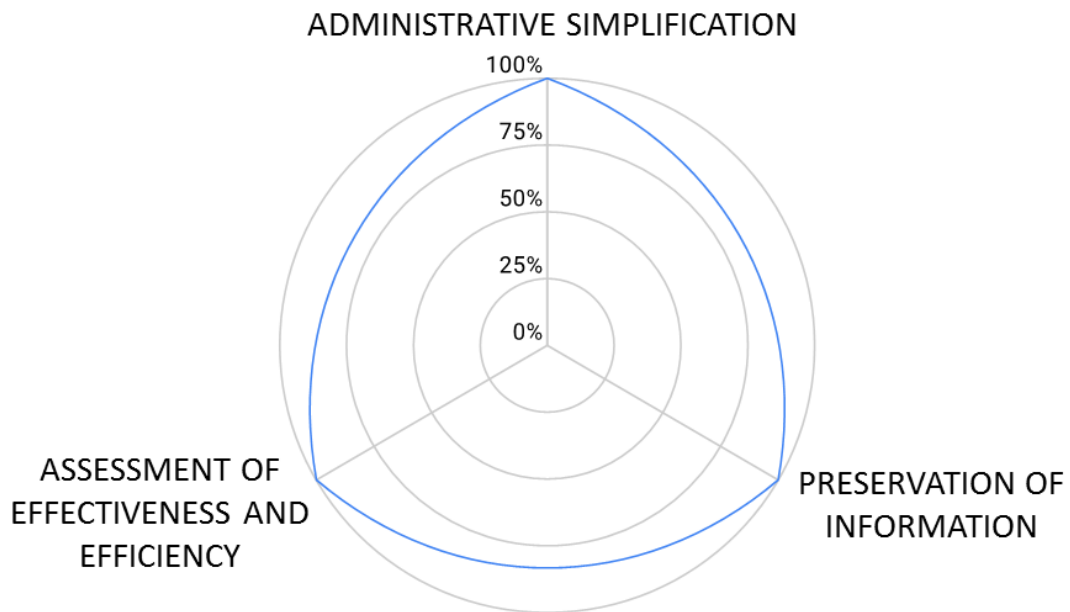 ADMINISTRATIVE SIMPLIFICATION
100%
75%
50%
25%
0%
ASSESSMENT OF
EFFECTIVENESS AND
EFFICIENCY
PRESERVATION OF
INFORMATION